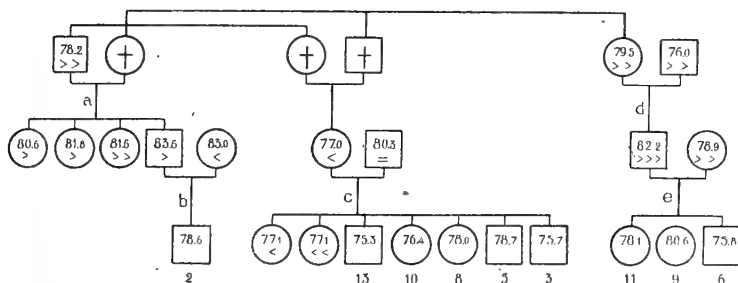 78.2 79.5 76.0
>> >> >>
a d
80.6 81.8 81.6 83.6 83.0 77.0 80.3 82.2 78.9
> > >> > < < = >>> >>
b c e
78.6 77.1 77.1 75.3 76.4 78.0 78.7 75.7 78.1 80.6 75.8
< <<
2 13 10 8 5 3 11 9 6